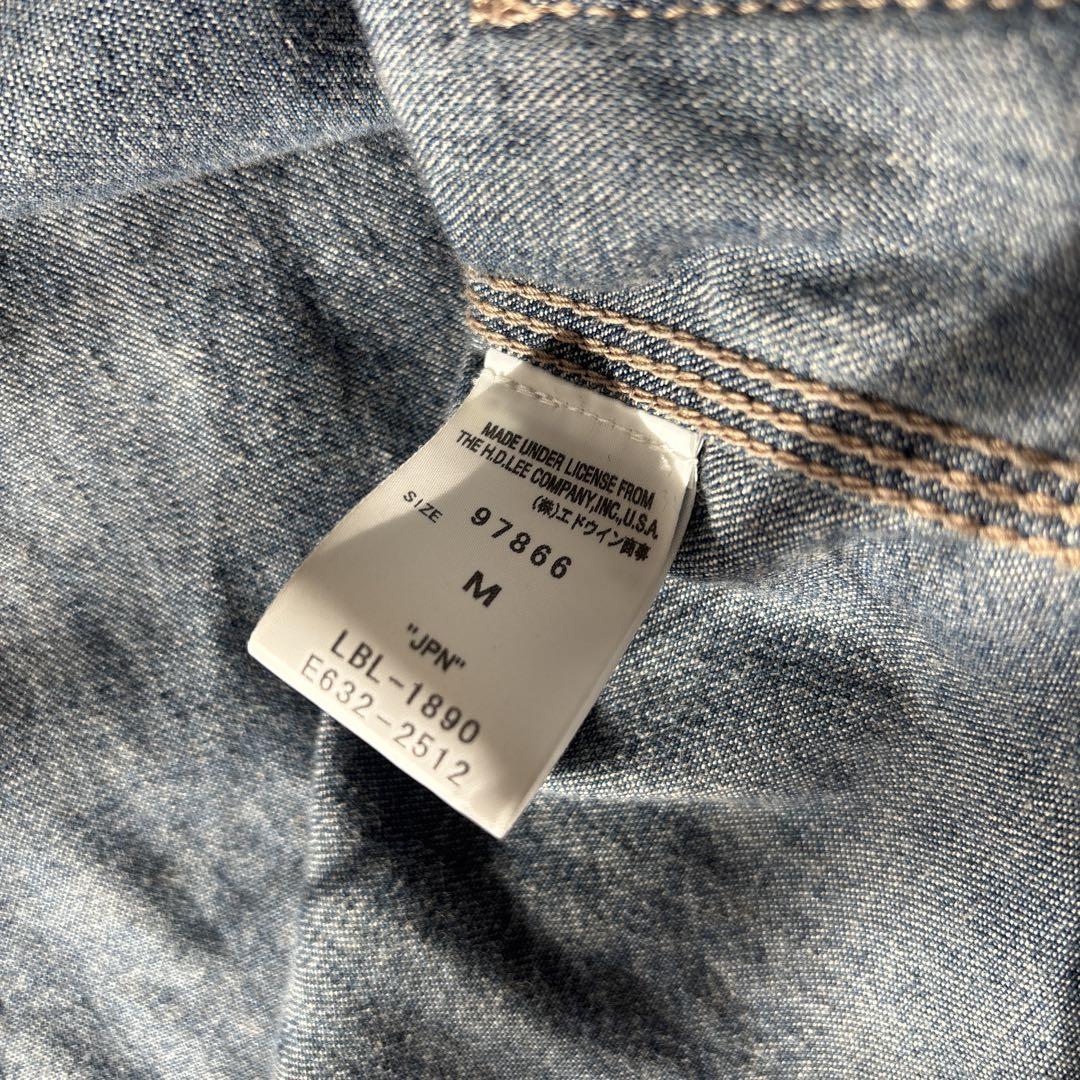 MADE UNDER LICENSE FROM
THE H.D.LEE COMPANY,INC.,U.S.A.
(株)エドウイン商事
SIZE 97866
M
"JPN"
LBL-1890
E632-2512